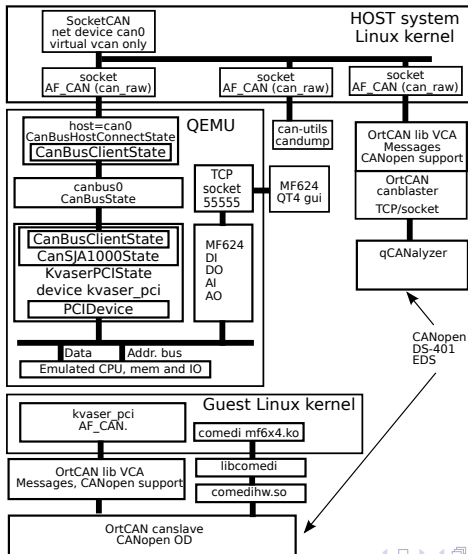 HOST system
Linux kernel
SocketCAN
net device can0
virtual vcan only
socket
AF_CAN (can_raw)
socket
AF_CAN (can_raw)
socket
AF_CAN (can_raw)
QEMU
host=can0
CanBusHostConnectState
CanBusClientState
canbus0
CanBusState
CanBusClientState
CanSJA1000State
KvaserPCIState
device kvaser_pci
PCIDevice
TCP
socket
55555
MF624
DI
DO
AI
AO
Data
Addr. bus
Emulated CPU, mem and IO
can-utils
candump
MF624
QT4 gui
OrtCAN lib VCA
Messages
CANopen support
OrtCAN
canblaster
TCP/socket
qCANalyzer
CANopen
DS-401
EDS
Guest Linux kernel
kvaser_pci
AF_CAN.
comedi mf6x4.ko
OrtCAN lib VCA
Messages, CANopen support
libcomedi
comedihw.so
OrtCAN canslave
CANopen OD